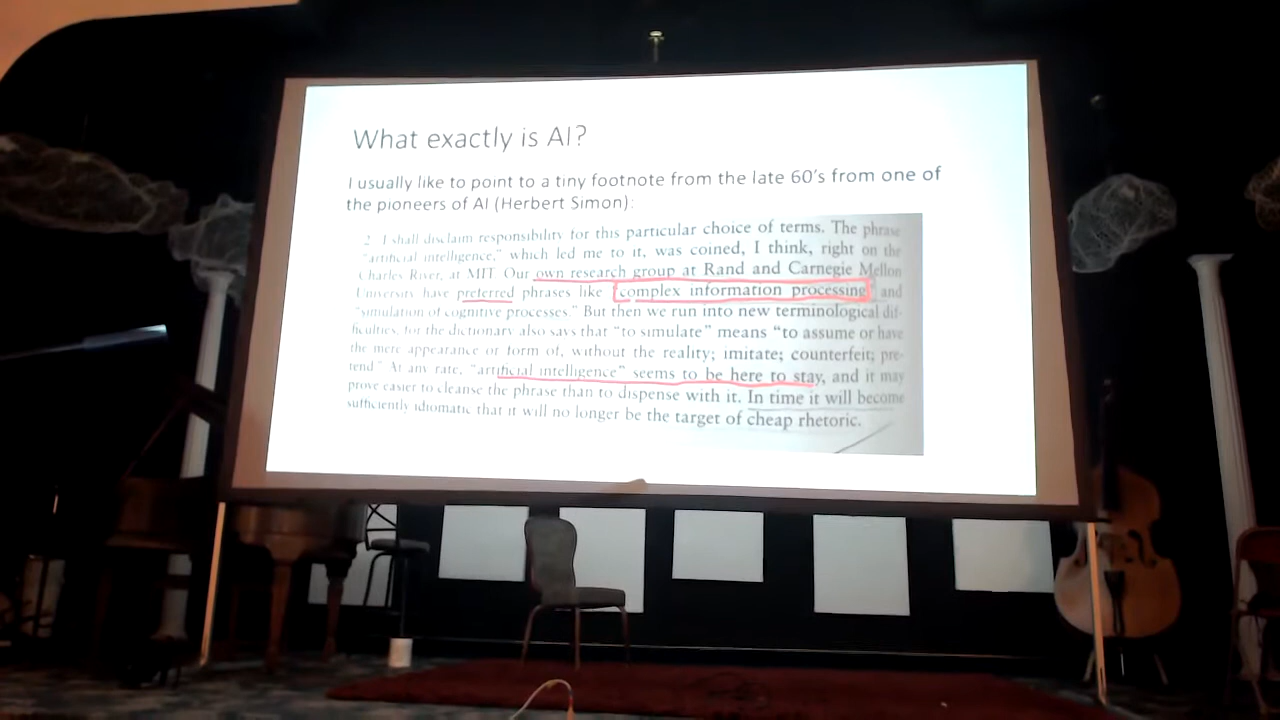 What exactly is AI?
I usually like to point to a tiny footnote from the late 60's from one of
the pioneers of AI (Herbert Simon):
2 I shall disclaim responsibility for this particular choice of terms. The phrase
"artificial intelligence," which led me to it, was coined, I think, right on the
Charles River, at MIT. Our own research group at Rand and Carnegie Mellon
University have preferred phrases like "complex information processing" and
"simulation of cognitive processes." But then we run into new terminological dif-
ficulties, for the dictionary also says that "to simulate" means "to assume or have
the mere appearance or form of, without the reality; imitate; counterfeit; pre-
tend." At any rate, "artificial intelligence" seems to be here to stay, and it may
prove easier to cleanse the phrase than to dispense with it. In time it will become
sufficiently idiomatic that it will no longer be the target of cheap rhetoric.